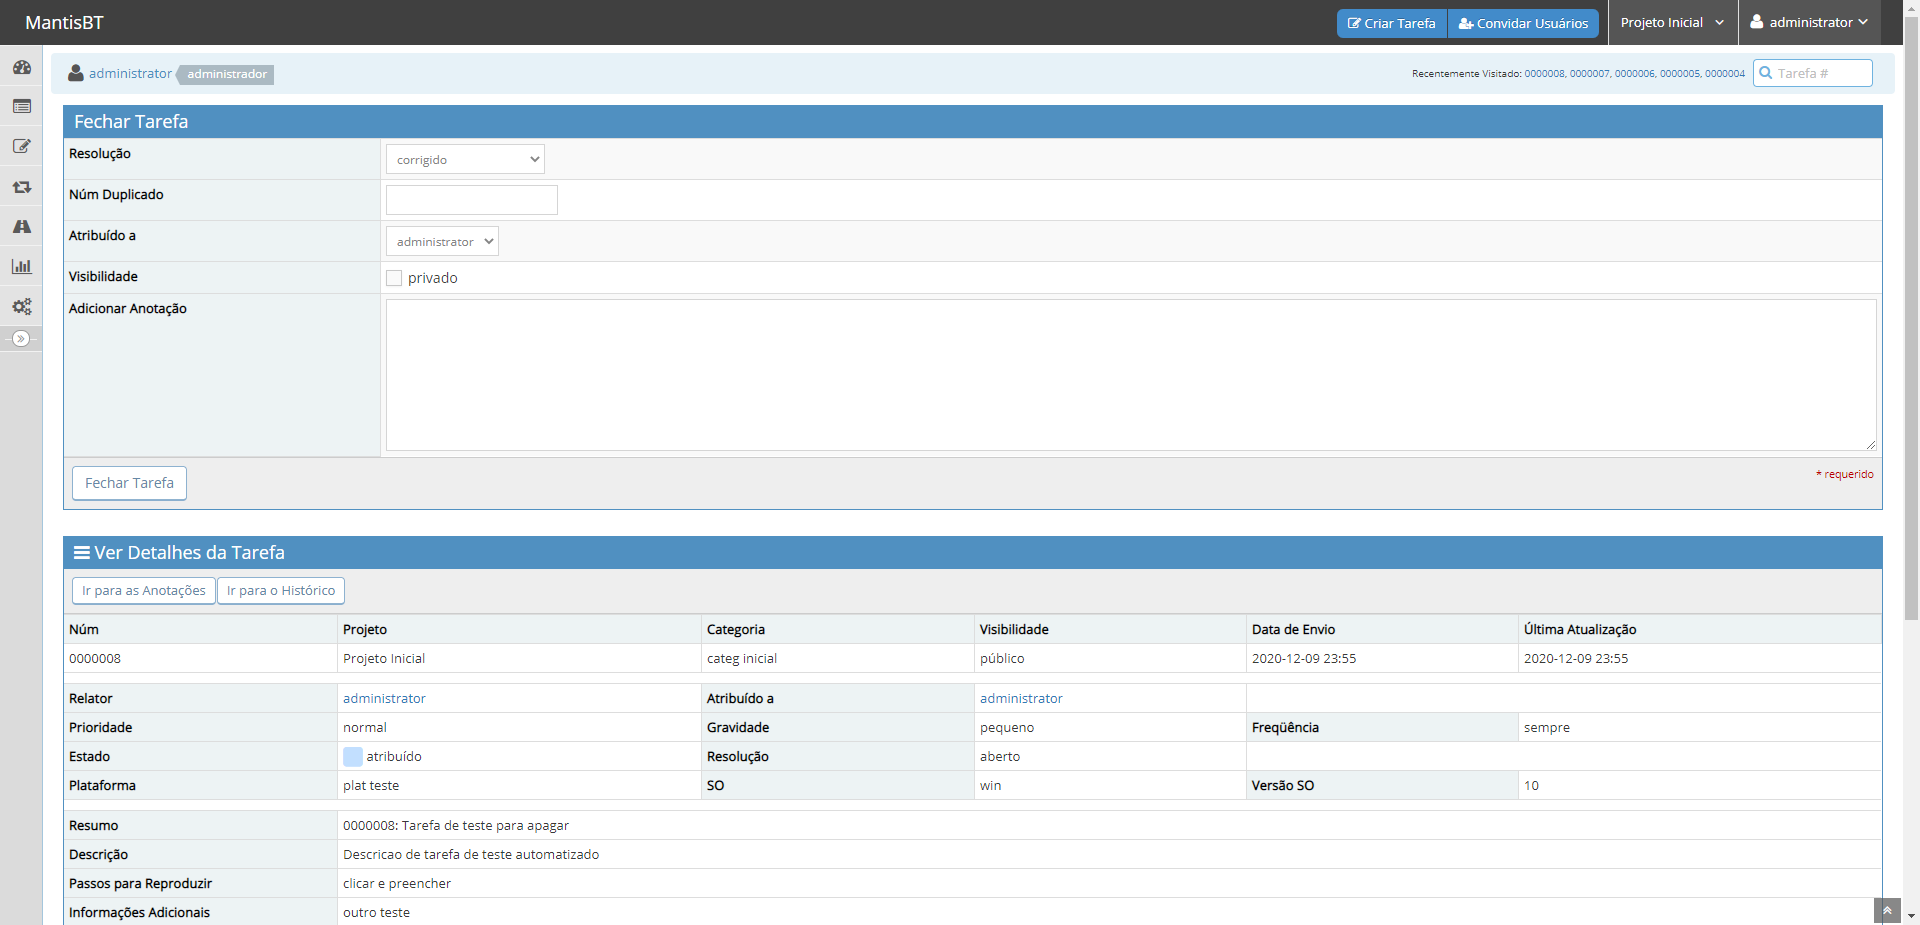 MantisBT
Criar Tarefa
Convidar Usuários
Projeto Inicial
administrator
administrator
administrador
Recentemente Visitado: 0000008, 0000007, 0000006, 0000005, 0000004
Tarefa #
Fechar Tarefa
Resolução
corrigido
Núm Duplicado
Atribuído a
administrator
Visibilidade
privado
Adicionar Anotação
Fechar Tarefa
* requerido
Ver Detalhes da Tarefa
Ir para as Anotações
Ir para o Histórico
Núm Projeto Categoria Visibilidade Data de Envio Última Atualização
0000008 Projeto Inicial categ inicial público 2020-12-09 23:55 2020-12-09 23:55
Relator administrator Atribuído a administrator
Prioridade normal Gravidade pequeno Freqüência sempre
Estado atribuído Resolução aberto
Plataforma plat teste SO win Versão SO 10
Resumo 0000008: Tarefa de teste para apagar
Descrição Descricao de tarefa de teste automatizado
Passos para Reproduzir clicar e preencher
Informações Adicionais outro teste